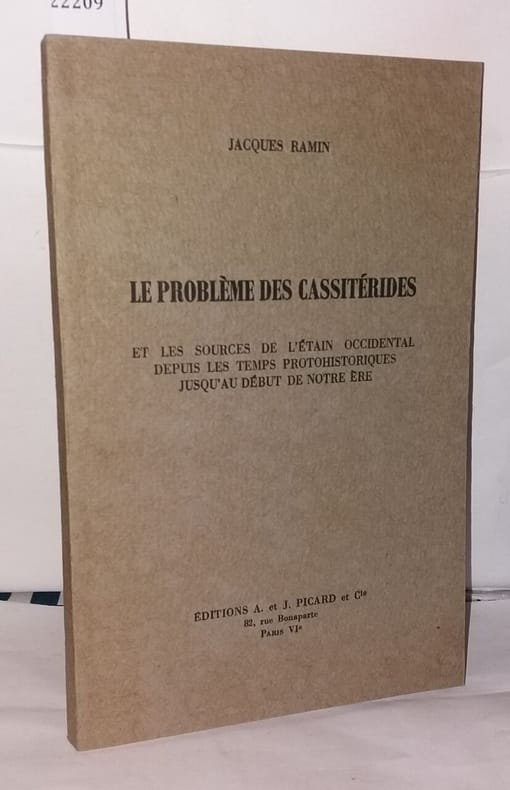 22209
JACQUES RAMIN
LE PROBLÈME DES CASSITÉRIDES
ET LES SOURCES DE L'ÉTAIN OCCIDENTAL
DEPUIS LES TEMPS PROTOHISTORIQUES
JUSQU'AU DÉBUT DE NOTRE ÈRE
ÉDITIONS A. et J. PICARD et Cie
82, rue Bonaparte
PARIS VIe